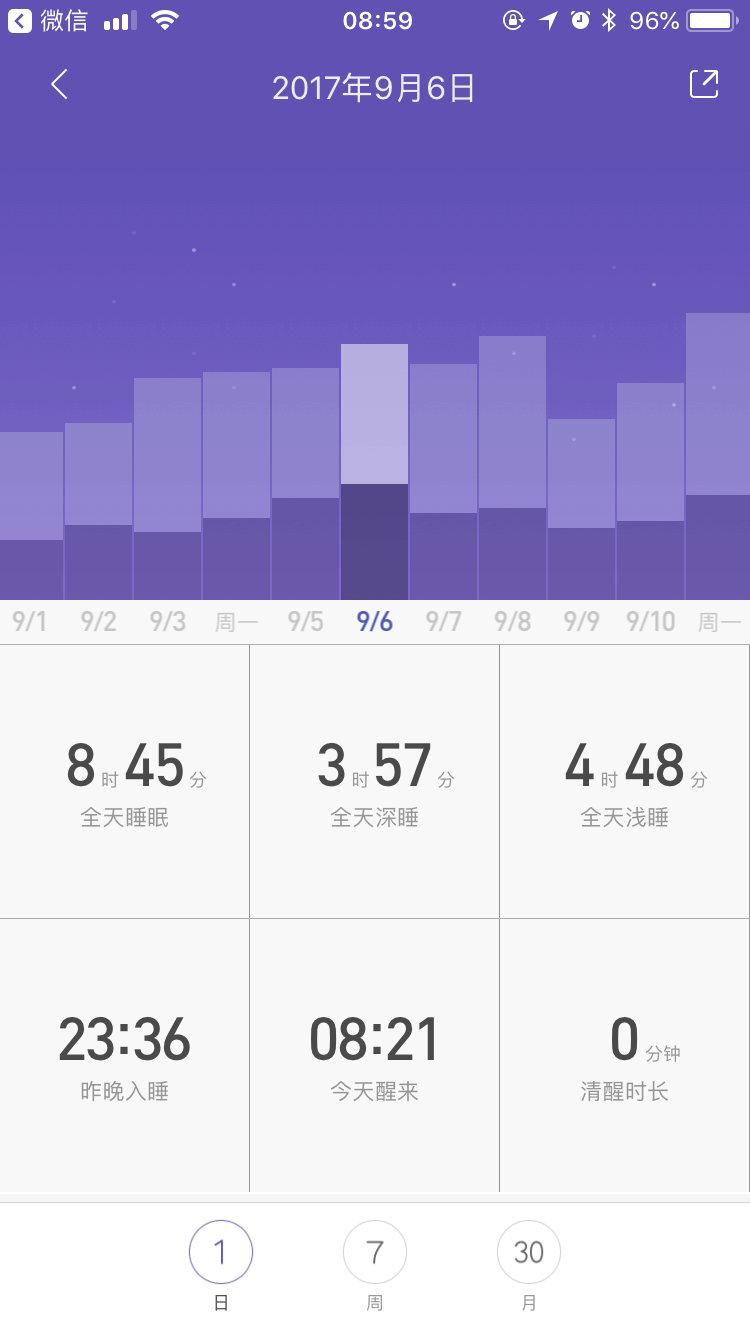 微信 08:59 96%
2017年9月6日
9/1 9/2 9/3 周一 9/5 9/6 9/7 9/8 9/9 9/10 周一
8时45分 3时57分 4时48分
全天睡眠 全天深睡 全天浅睡
23:36 08:21 0分钟
昨晚入睡 今天醒来 清醒时长
1 7 30
日 周 月